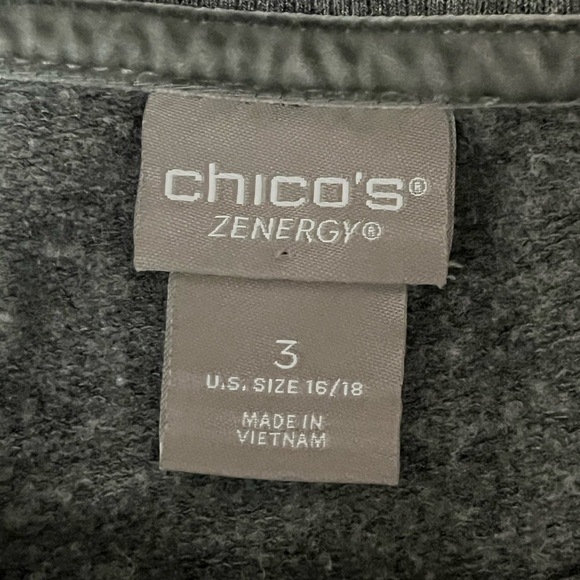 chico's®
ZENERGY®
3
U.S. SIZE 16/18
MADE IN
VIETNAM